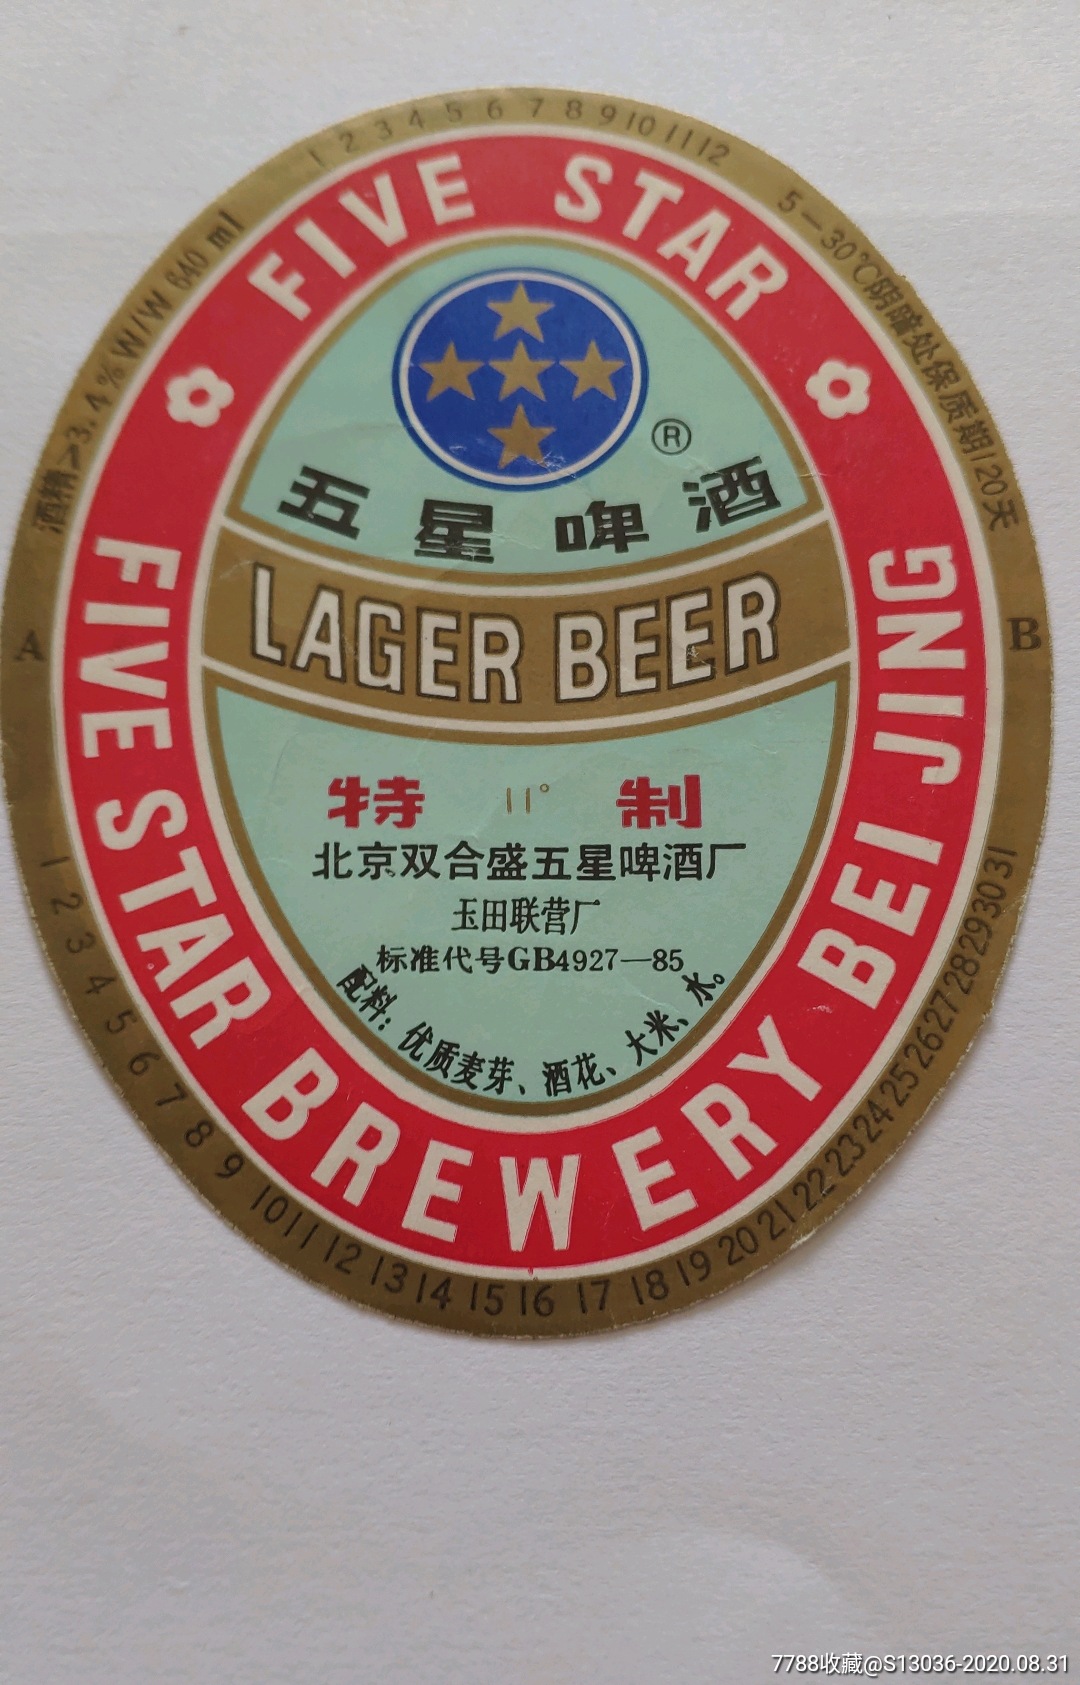 1 2 3 4 5 6 7 8 9 10 11 12
酒精≥3.4%W/W 640 ml
5—30℃阴暗处保质期120天
A
B
FIVE STAR
®
五星啤酒
LAGER BEER
特 11° 制
北京双合盛五星啤酒厂
玉田联营厂
标准代号GB4927—85
配料：优质麦芽、酒花、大米、水。
FIVE STAR BREWERY BEIJING
1 2 3 4 5 6 7 8 9 10 11 12 13 14 15 16 17 18 19 20 21 22 23 24 25 26 27 28 29 30 31
7788收藏@S13036-2020.08.31